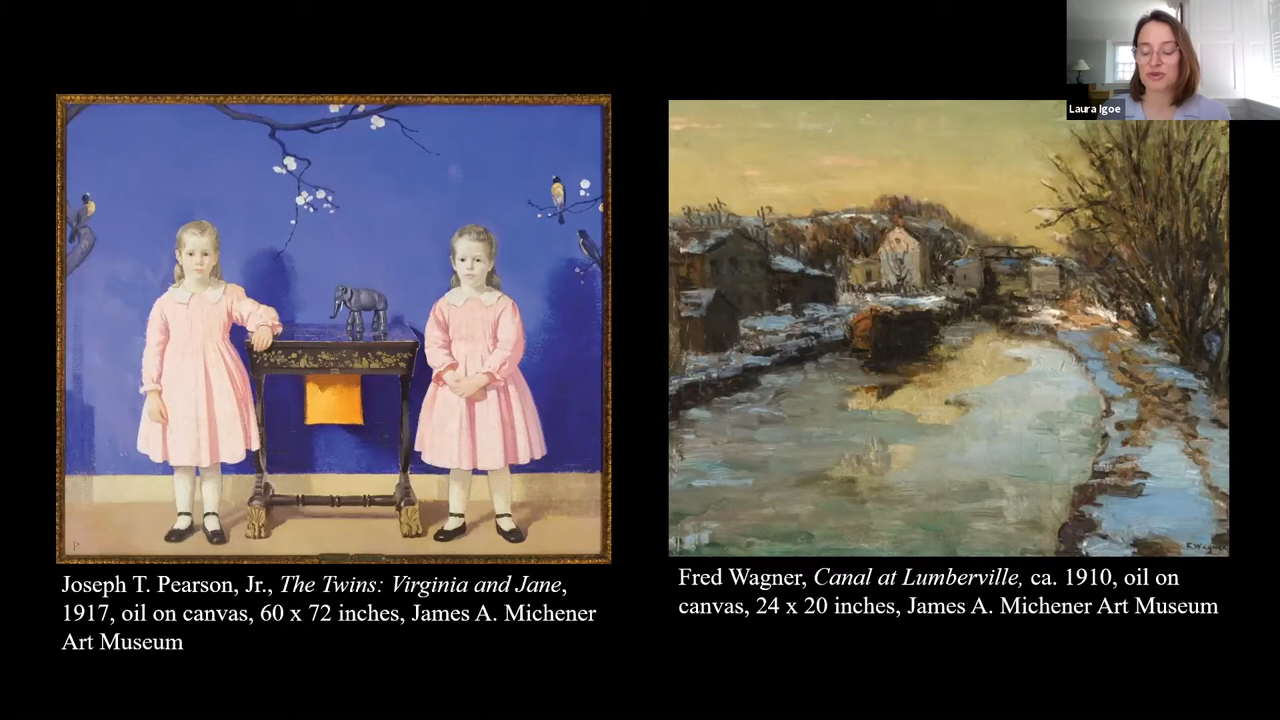 Laura Igoe
Joseph T. Pearson, Jr., The Twins: Virginia and Jane,
1917, oil on canvas, 60 x 72 inches, James A. Michener
Art Museum
Fred Wagner, Canal at Lumberville, ca. 1910, oil on
canvas, 24 x 20 inches, James A. Michener Art Museum
F. Wagner
P